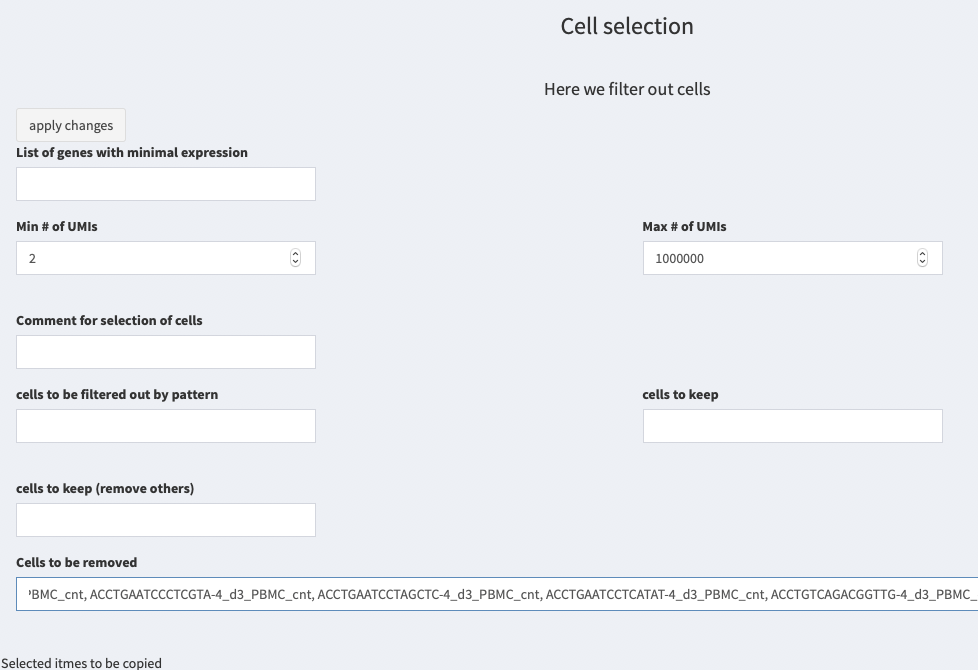 Cell selection
Here we filter out cells
apply changes
List of genes with minimal expression
Min # of UMIs
Max # of UMIs
2
1000000
Comment for selection of cells
cells to be filtered out by pattern
cells to keep
cells to keep (remove others)
Cells to be removed
PBMC_cnt, ACCTGAATCCCTCGTA-4_d3_PBMC_cnt, ACCTGAATCCTAGCTC-4_d3_PBMC_cnt, ACCTGAATCCTCATAT-4_d3_PBMC_cnt, ACCTGTCAGACGGTTG-4_d3_PBMC_
Selected itmes to be copied